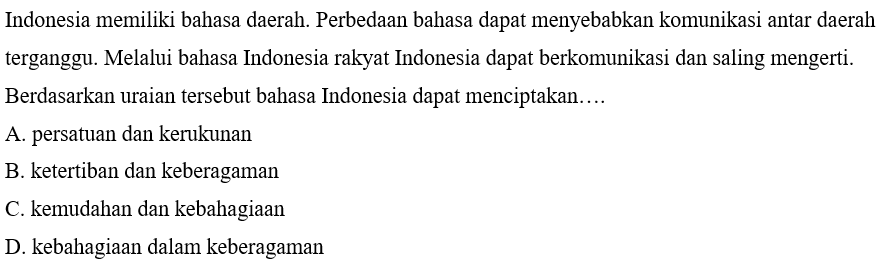 Indonesia memiliki bahasa daerah. Perbedaan bahasa dapat menyebabkan komunikasi antar daerah
terganggu. Melalui bahasa Indonesia rakyat Indonesia dapat berkomunikasi dan saling mengerti.
Berdasarkan uraian tersebut bahasa Indonesia dapat menciptakan….
A. persatuan dan kerukunan
B. ketertiban dan keberagaman
C. kemudahan dan kebahagiaan
D. kebahagiaan dalam keberagaman